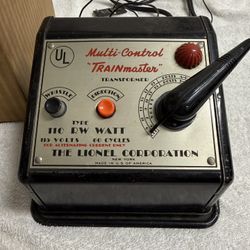 UL
Multi-Control
"TRAINmaster"
TRANSFORMER
WHISTLE
DIRECTION
TYPE
110 RW WATT
115 VOLTS 60 CYCLES
FOR ALTERNATING CURRENT ONLY
THE LIONEL CORPORATION
NEW YORK
MADE IN U.S. OF AMERICA